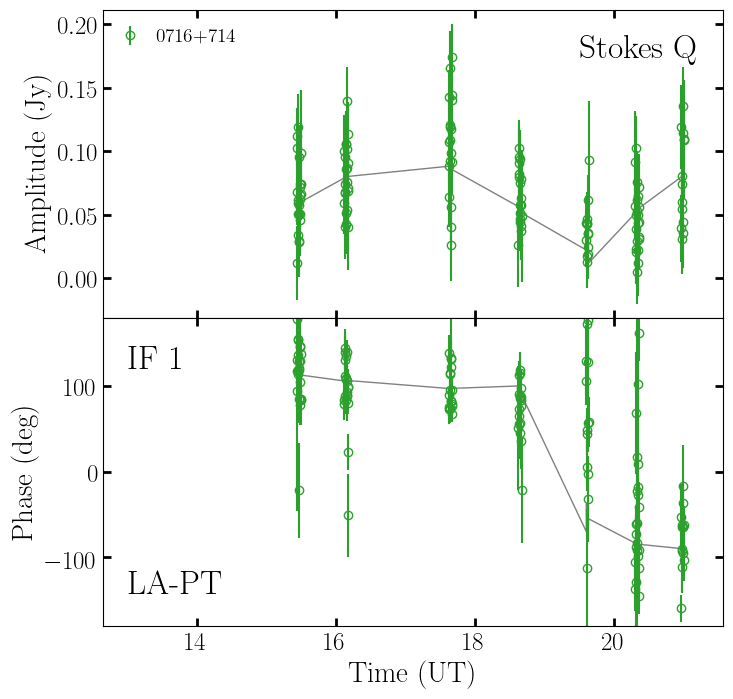 0716+714
Stokes Q
0.20
0.15
0.10
0.05
0.00
Amplitude (Jy)
IF 1
100
0
−100
Phase (deg)
LA-PT
14 16 18 20
Time (UT)